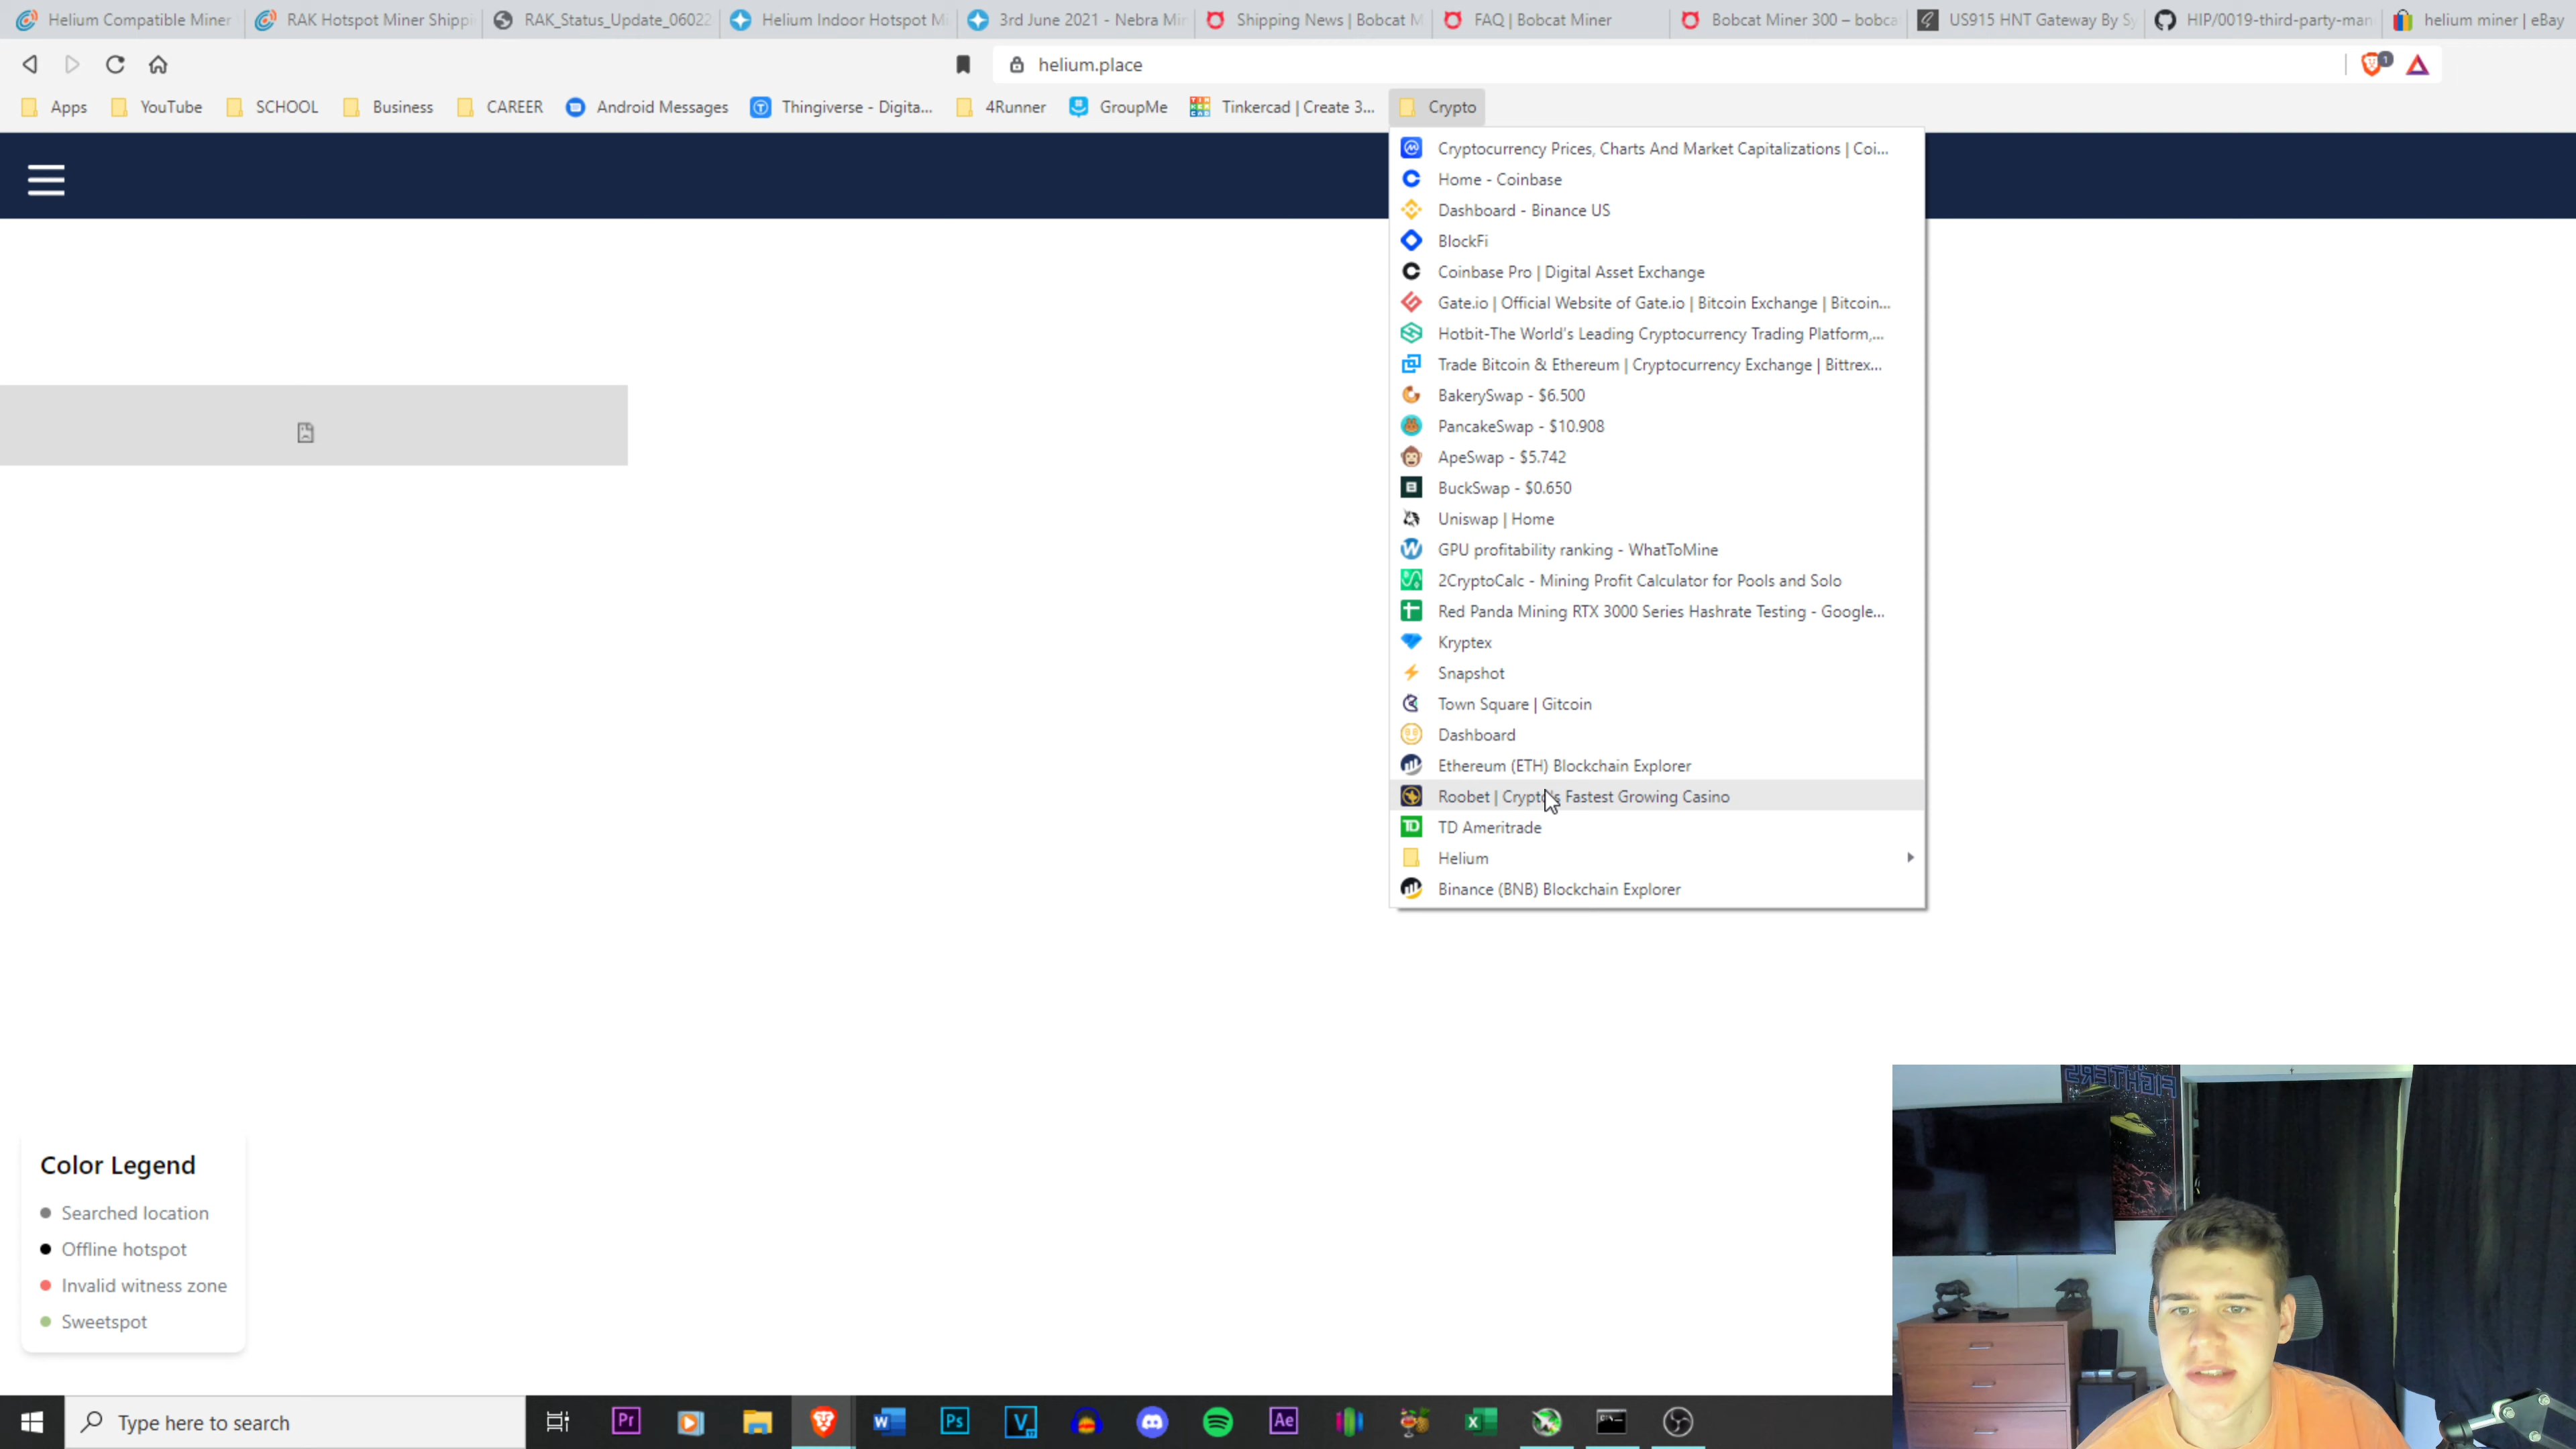 Helium Compatible Miner
RAK Hotspot Miner Shippi
RAK_Status_Update_06022
Helium Indoor Hotspot Mi
3rd June 2021 - Nebra Min
Shipping News | Bobcat M
FAQ | Bobcat Miner
Bobcat Miner 300 – bobca
US915 HNT Gateway By Sy
HIP/0019-third-party-man
helium miner | eBay
helium.place
1
Apps
YouTube
SCHOOL
Business
CAREER
Android Messages
Thingiverse - Digita...
4Runner
GroupMe
Tinkercad | Create 3...
Crypto
Cryptocurrency Prices, Charts And Market Capitalizations | Coi...
Home - Coinbase
Dashboard - Binance US
BlockFi
Coinbase Pro | Digital Asset Exchange
Gate.io | Official Website of Gate.io | Bitcoin Exchange | Bitcoin...
Hotbit-The World's Leading Cryptocurrency Trading Platform,...
Trade Bitcoin & Ethereum | Cryptocurrency Exchange | Bittrex...
BakerySwap - $6.500
PancakeSwap - $10.908
ApeSwap - $5.742
BuckSwap - $0.650
Uniswap | Home
GPU profitability ranking - WhatToMine
2CryptoCalc - Mining Profit Calculator for Pools and Solo
Red Panda Mining RTX 3000 Series Hashrate Testing - Google...
Kryptex
Snapshot
Town Square | Gitcoin
Dashboard
Ethereum (ETH) Blockchain Explorer
Roobet | Crypto's Fastest Growing Casino
TD Ameritrade
Helium
Binance (BNB) Blockchain Explorer
Color Legend
Searched location
Offline hotspot
Invalid witness zone
Sweetspot
FIGHTERS
Type here to search